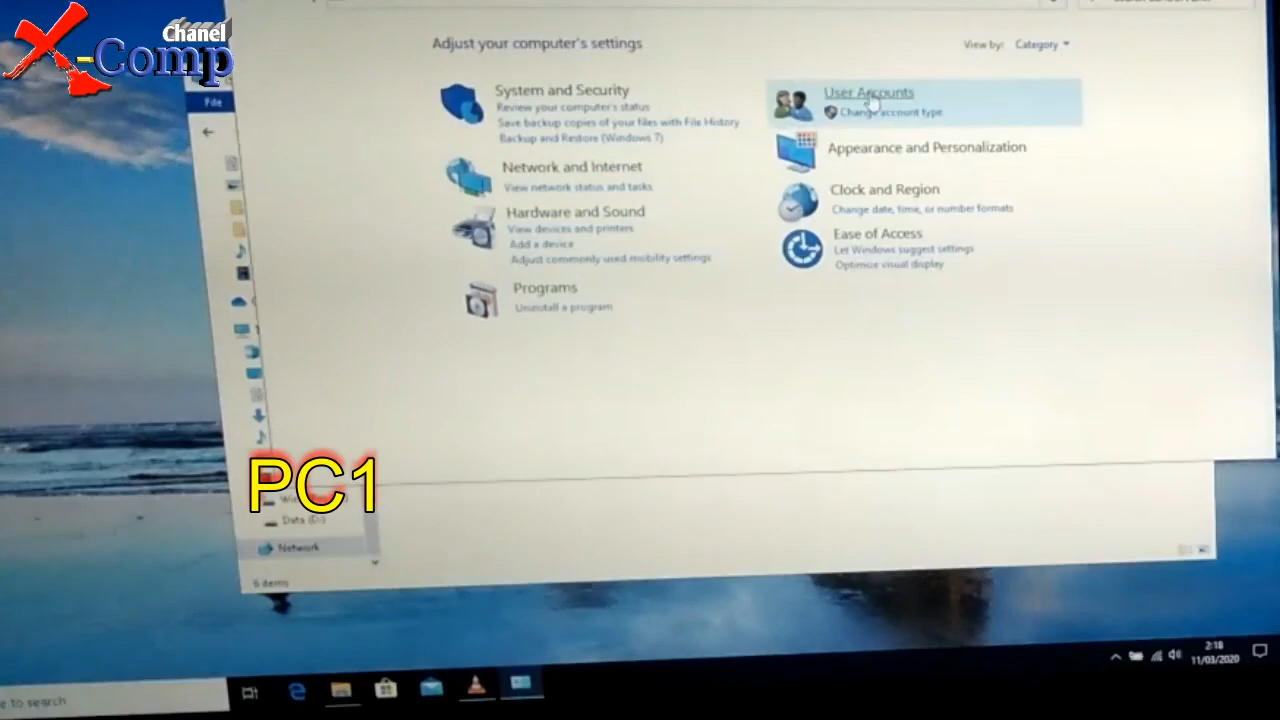 Chanel
X-Comp
Adjust your computer's settings
View by: Category
System and Security
Review your computer's status
Save backup copies of your files with File History
Backup and Restore (Windows 7)
Network and Internet
View network status and tasks
Hardware and Sound
View devices and printers
Add a device
Adjust commonly used mobility settings
Programs
Uninstall a program
User Accounts
Change account type
Appearance and Personalization
Clock and Region
Change date, time, or number formats
Ease of Access
Let Windows suggest settings
Optimize visual display
File
PC1
Data (D:)
Network
6 items
e to search
2:18
11/03/2020